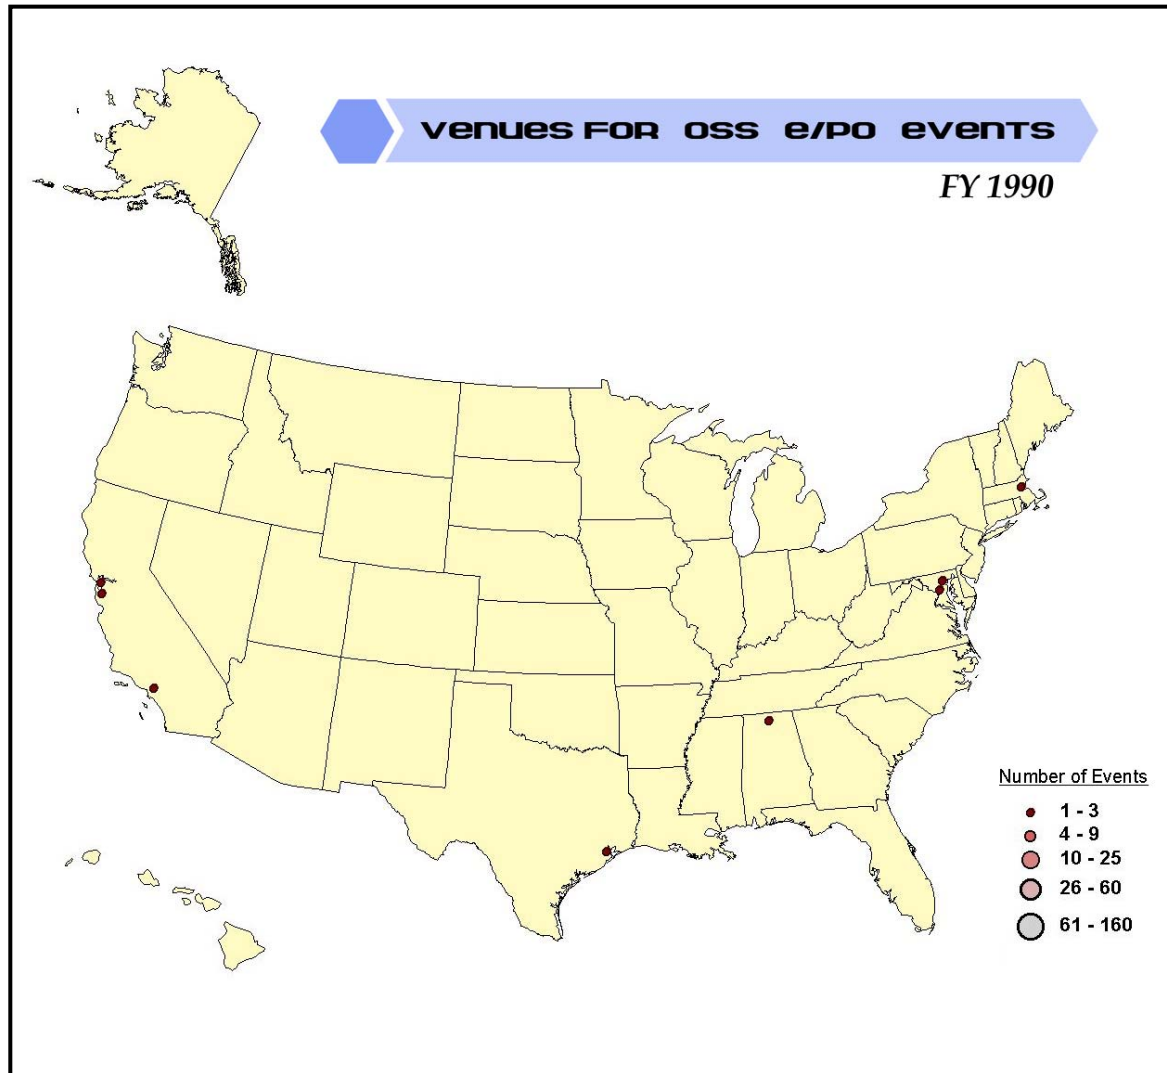 VENUES FOR OSS E/PO EVENTS
FY 1990
Number of Events
1 - 3
4 - 9
10 - 25
26 - 60
61 - 160